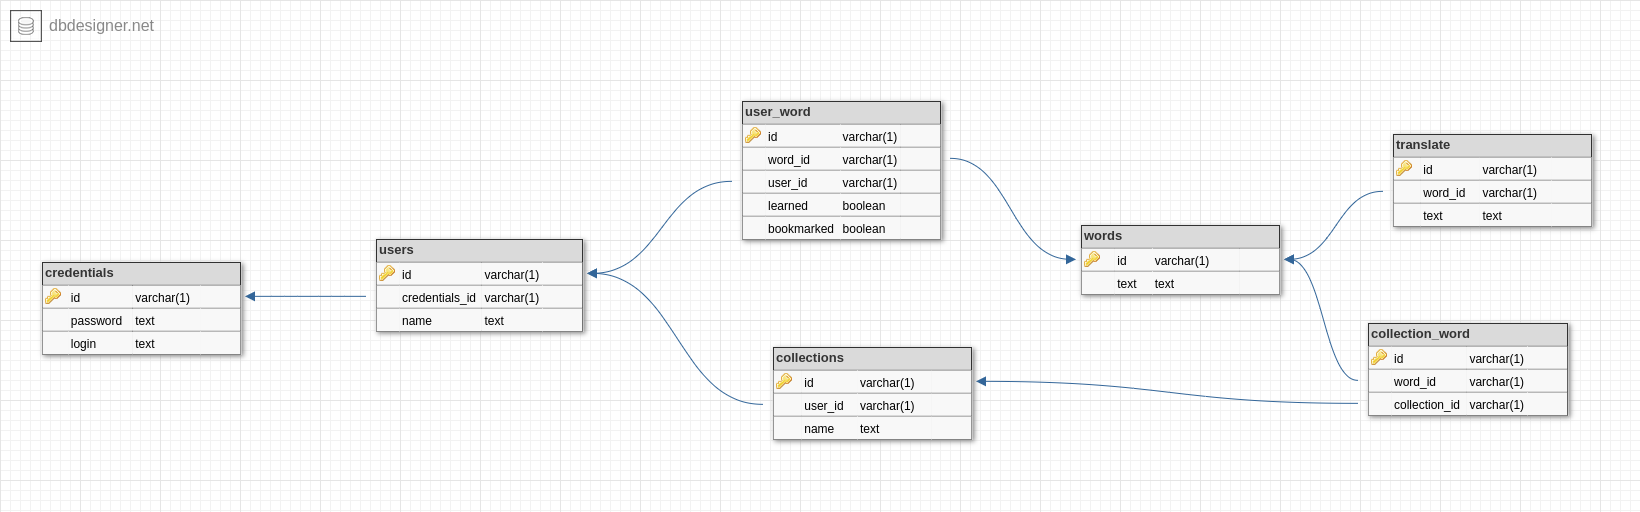 dbdesigner.net
credentials
id varchar(1)
password text
login text
users
id varchar(1)
credentials_id varchar(1)
name text
user_word
id varchar(1)
word_id varchar(1)
user_id varchar(1)
learned boolean
bookmarked boolean
collections
id varchar(1)
user_id varchar(1)
name text
words
id varchar(1)
text text
translate
id varchar(1)
word_id varchar(1)
text text
collection_word
id varchar(1)
word_id varchar(1)
collection_id varchar(1)